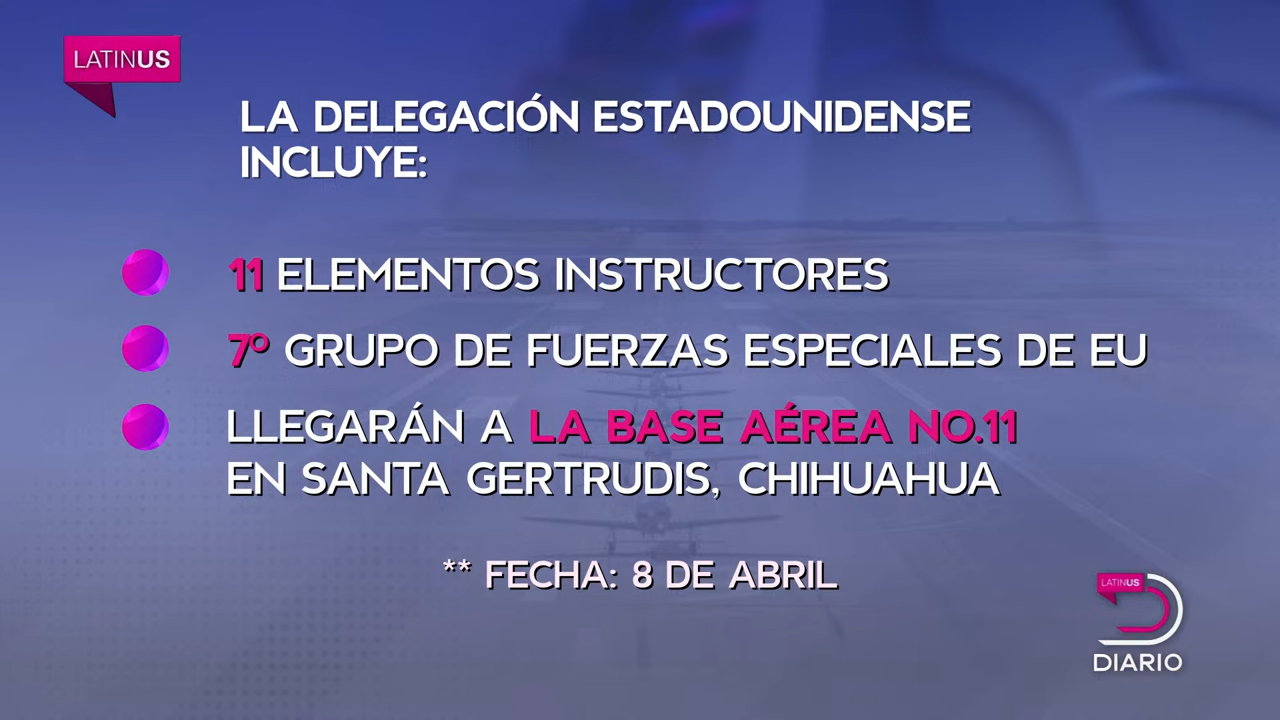 LATINUS
LA DELEGACIÓN ESTADOUNIDENSE
INCLUYE:
11 ELEMENTOS INSTRUCTORES
7º GRUPO DE FUERZAS ESPECIALES DE EU
LLEGARÁN A LA BASE AÉREA NO.11
EN SANTA GERTRUDIS, CHIHUAHUA
** FECHA: 8 DE ABRIL
LATINUS
DIARIO